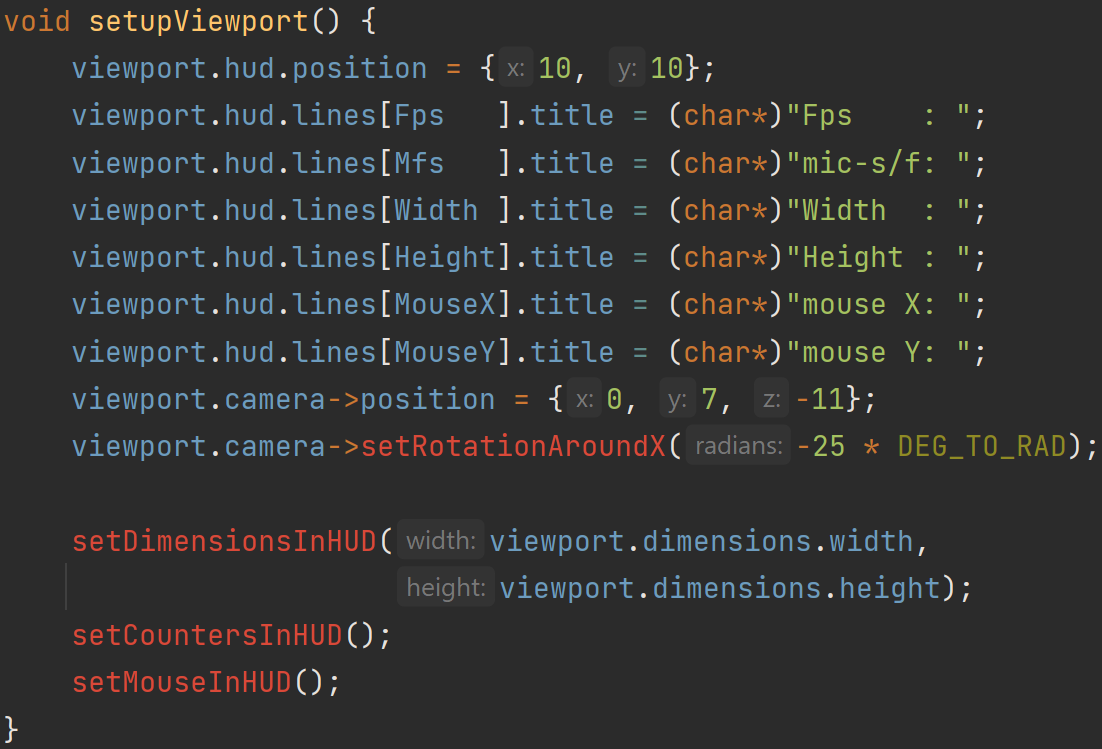 void setupViewport() {
    viewport.hud.position = {x: 10, y: 10};
    viewport.hud.lines[Fps   ].title = (char*)"Fps    : ";
    viewport.hud.lines[Mfs   ].title = (char*)"mic-s/f: ";
    viewport.hud.lines[Width ].title = (char*)"Width  : ";
    viewport.hud.lines[Height].title = (char*)"Height : ";
    viewport.hud.lines[MouseX].title = (char*)"mouse X: ";
    viewport.hud.lines[MouseY].title = (char*)"mouse Y: ";
    viewport.camera->position = {x: 0, y: 7, z: -11};
    viewport.camera->setRotationAroundX(radians: -25 * DEG_TO_RAD);
    setDimensionsInHUD(width: viewport.dimensions.width,
                       height: viewport.dimensions.height);
    setCountersInHUD();
    setMouseInHUD();
}